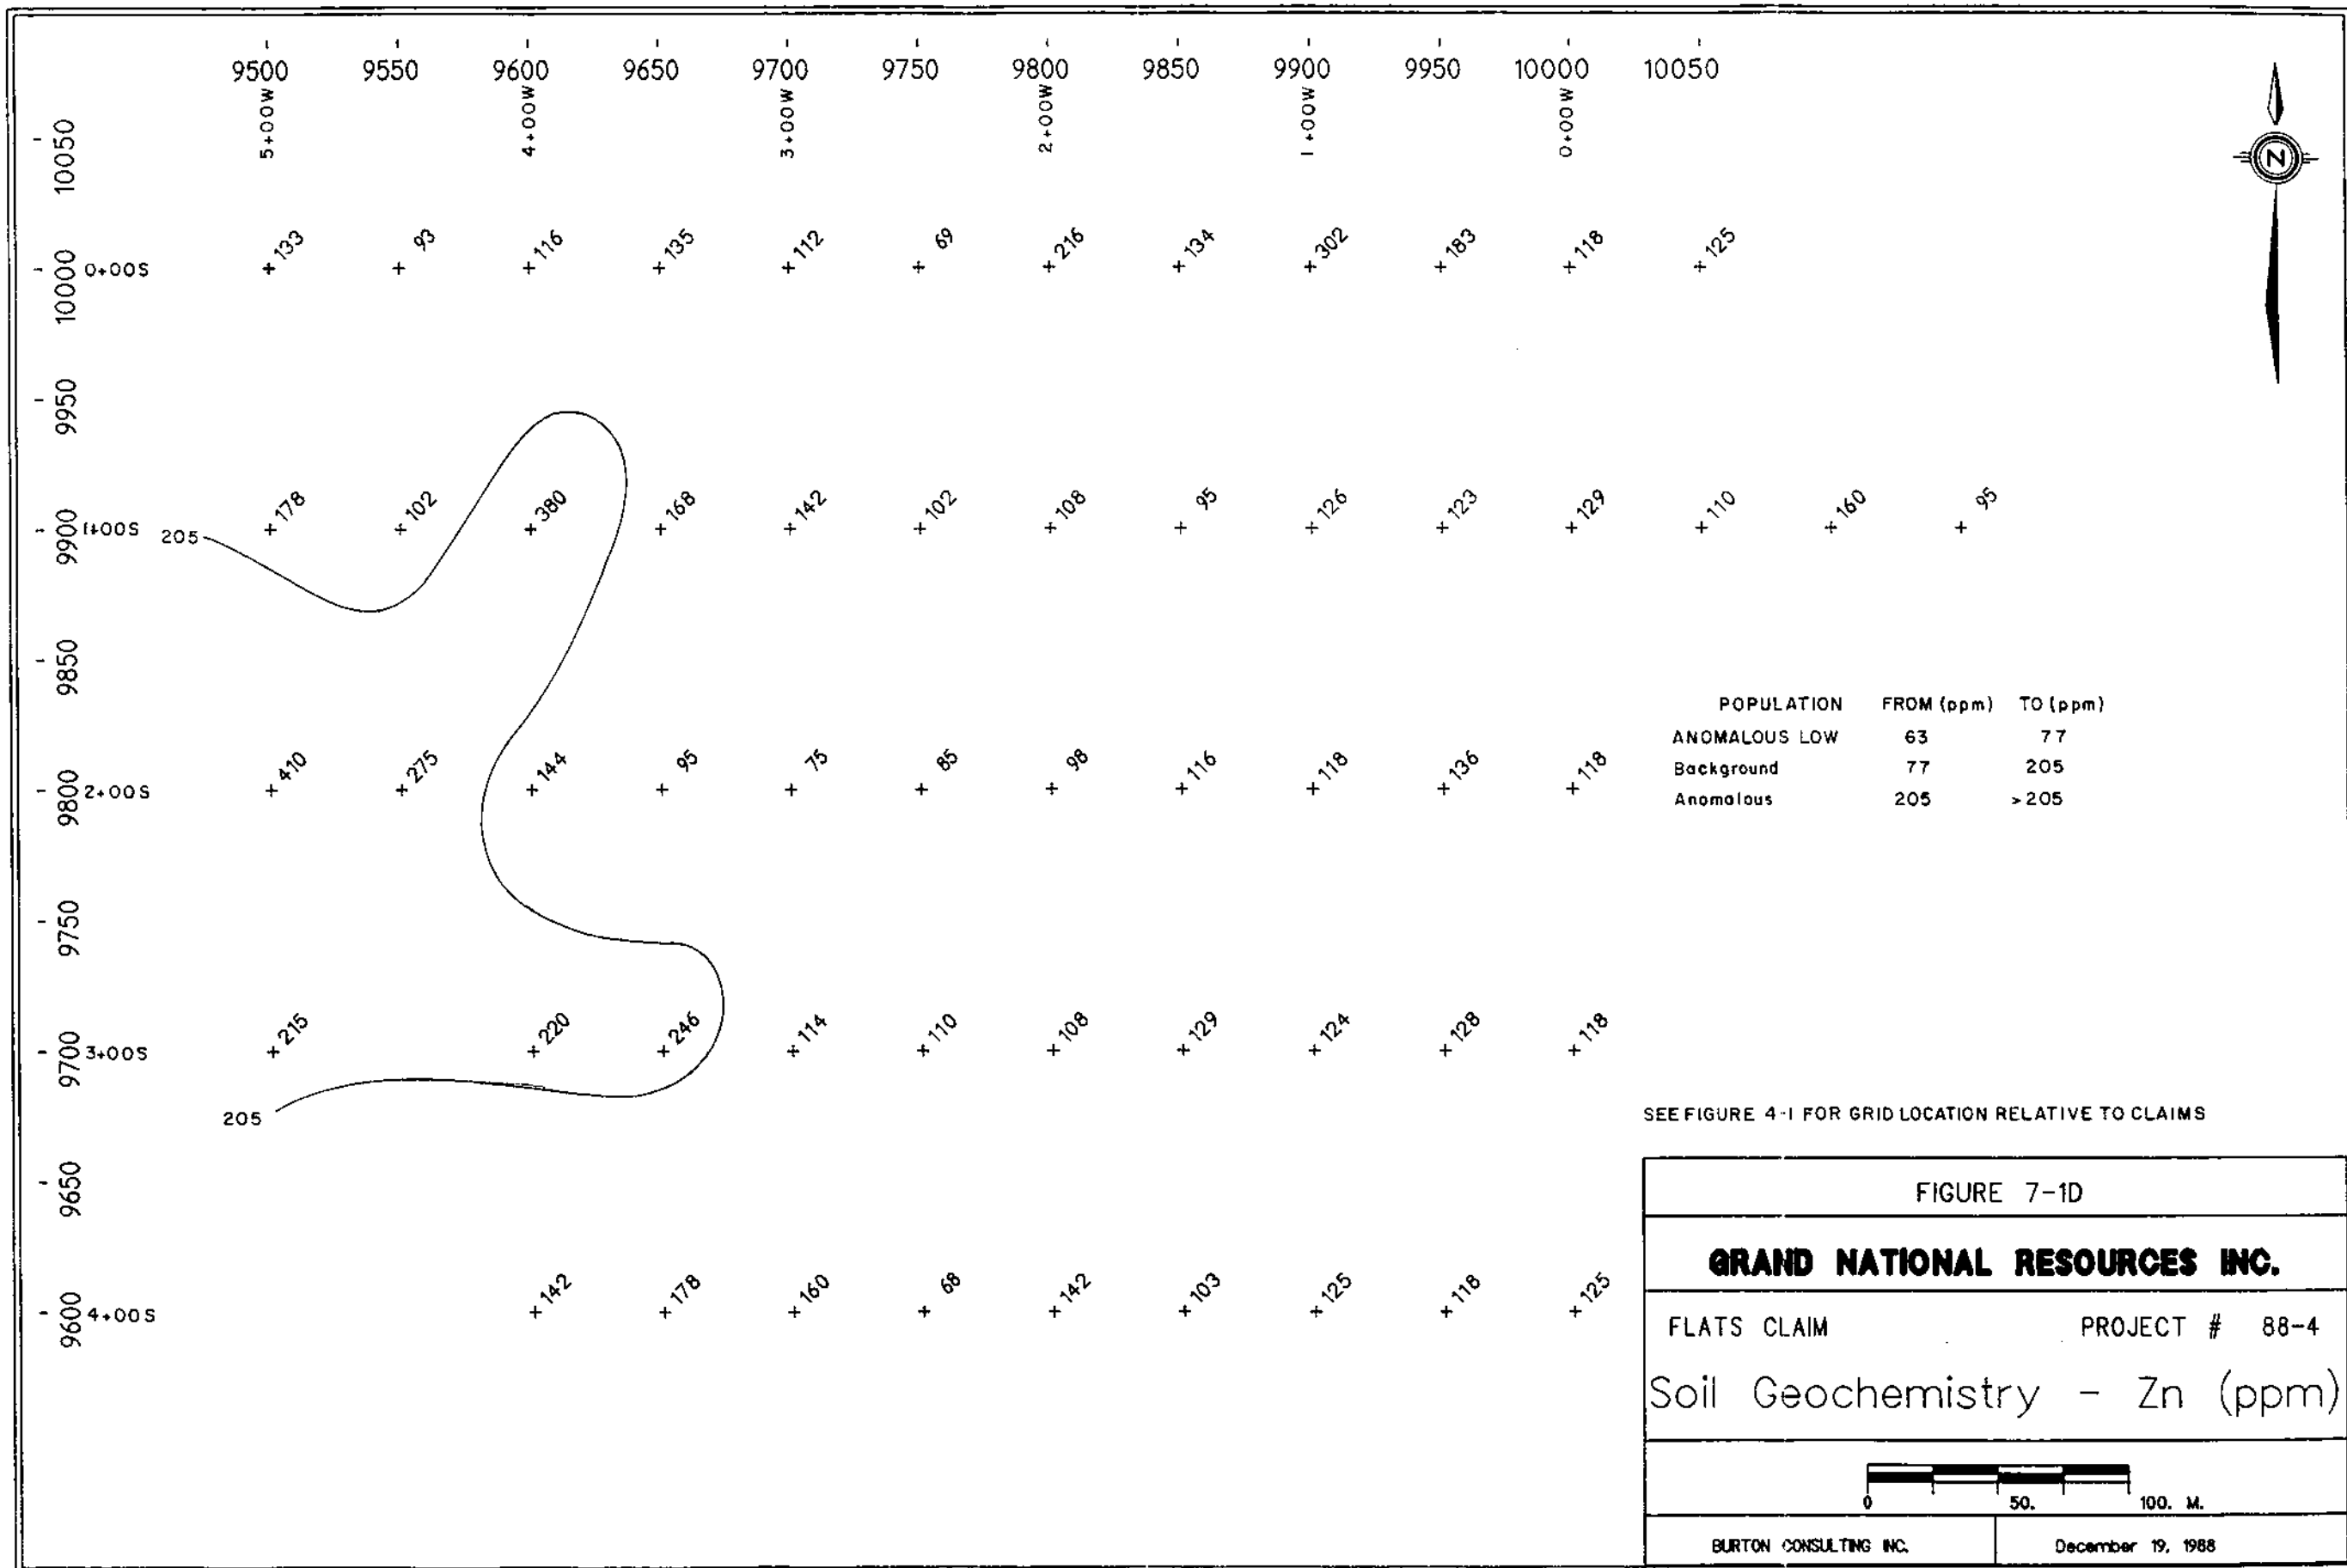 9500 9550 9600 9650 9700 9750 9800 9850 9900 9950 10000 10050
5+00W 4+00W 3+00W 2+00W 1+00W 0+00W
10050
N
10000 0+00S 133 93 116 135 112 69 216 134 302 183 118 125
9950
9900 1+00S 178 102 380 168 142 102 108 95 126 123 129 110 160 95
205
9850
POPULATION FROM (ppm) TO (ppm)
ANOMALOUS LOW 63 77
Background 77 205
Anomalous 205 >205
9800 2+00S 410 275 144 95 75 85 98 116 118 136 118
9750
9700 3+00S 215 220 246 114 110 108 129 124 128 118
205
SEE FIGURE 4-1 FOR GRID LOCATION RELATIVE TO CLAIMS
9650
9600 4+00S 142 178 160 68 142 103 125 118 125
FIGURE 7-1D
GRAND NATIONAL RESOURCES INC.
FLATS CLAIM PROJECT # 88-4
Soil Geochemistry - Zn (ppm)
0 50. 100. M.
BURTON CONSULTING INC. December 19, 1988